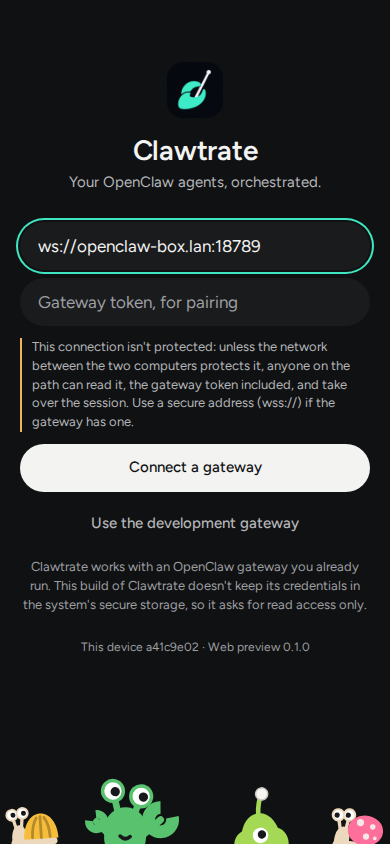 Clawtrate
Your OpenClaw agents, orchestrated.
ws://openclaw-box.lan:18789
Gateway token, for pairing
This connection isn't protected: unless the network
between the two computers protects it, anyone on the
path can read it, the gateway token included, and take
over the session. Use a secure address (wss://) if the
gateway has one.
Connect a gateway
Use the development gateway
Clawtrate works with an OpenClaw gateway you already
run. This build of Clawtrate doesn't keep its credentials in
the system's secure storage, so it asks for read access only.
This device a41c9e02 · Web preview 0.1.0